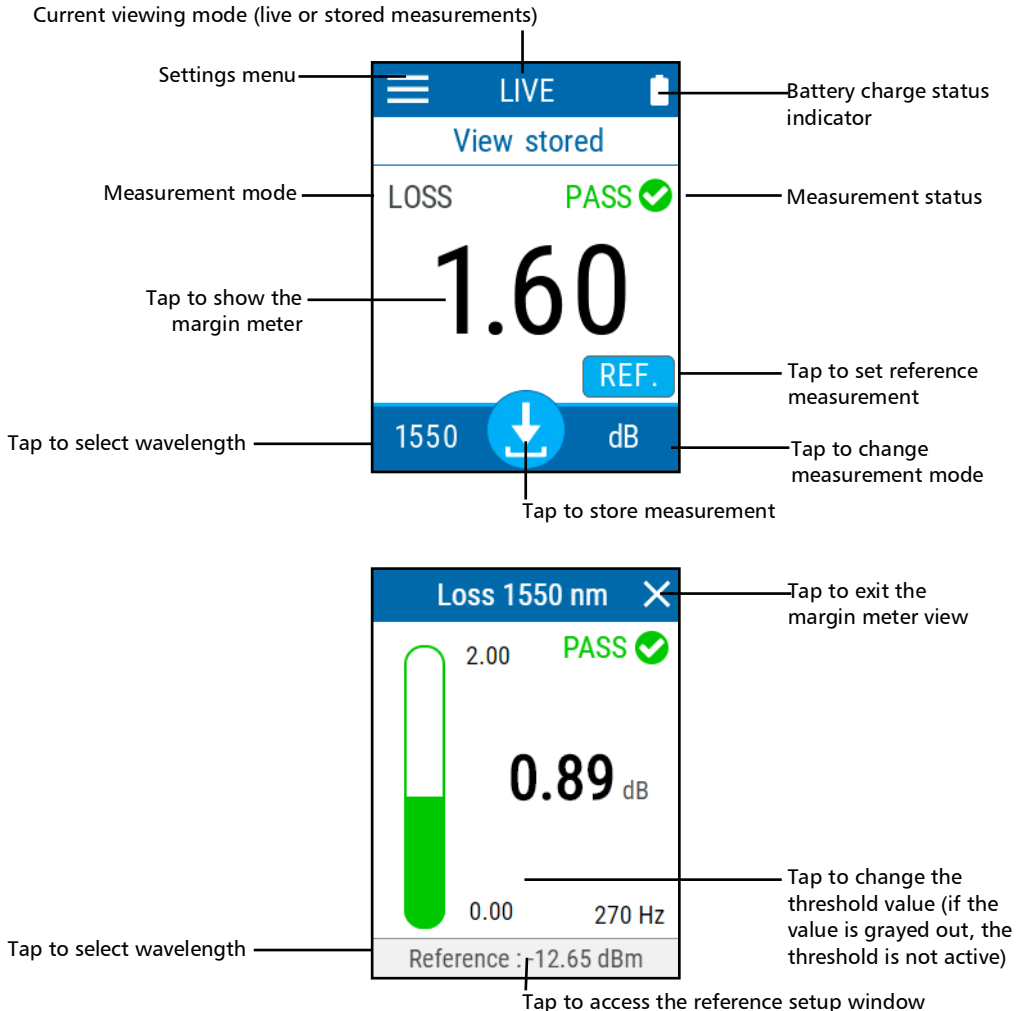 Current viewing mode (live or stored measurements)
Settings menu
LIVE
Battery charge status
indicator
View stored
Measurement mode
LOSS
PASS
Measurement status
1.60
Tap to show the
margin meter
REF.
Tap to set reference
measurement
Tap to select wavelength
1550
dB
Tap to change
measurement mode
Tap to store measurement
Loss 1550 nm
Tap to exit the
margin meter view
2.00
PASS
0.89 dB
Tap to change the
threshold value (if the
value is grayed out, the
threshold is not active)
0.00
270 Hz
Tap to select wavelength
Reference : -12.65 dBm
Tap to access the reference setup window